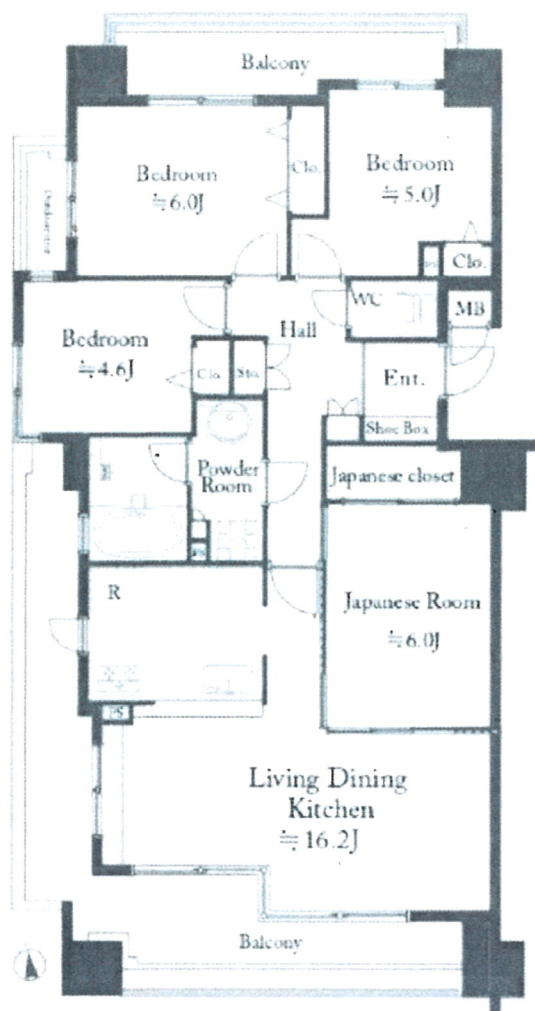 Balcony
Bedroom
≒6.0J
Clo.
Bedroom
≒5.0J
Clo.
WC
MB
Hall
Bedroom
≒4.6J
Clo.
Sto.
Ent.
Shoe Box
Powder
Room
Japanese closet
R
Japanese Room
≒6.0J
PS
Living Dining
Kitchen
≒16.2J
Balcony